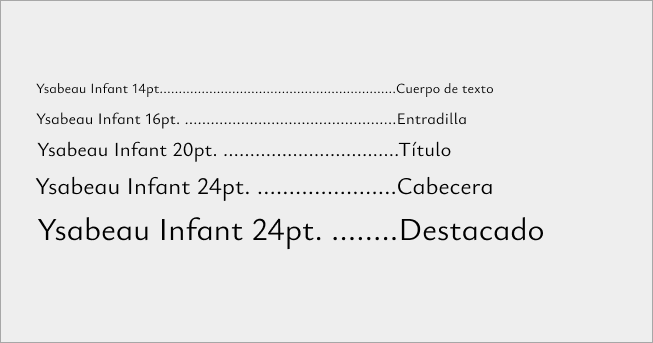 Ysabeau Infant 14pt.......................................................Cuerpo de texto
Ysabeau Infant 16pt. .................................................Entradilla
Ysabeau Infant 20pt. .................................Título
Ysabeau Infant 24pt. ......................Cabecera
Ysabeau Infant 24pt. ........Destacado